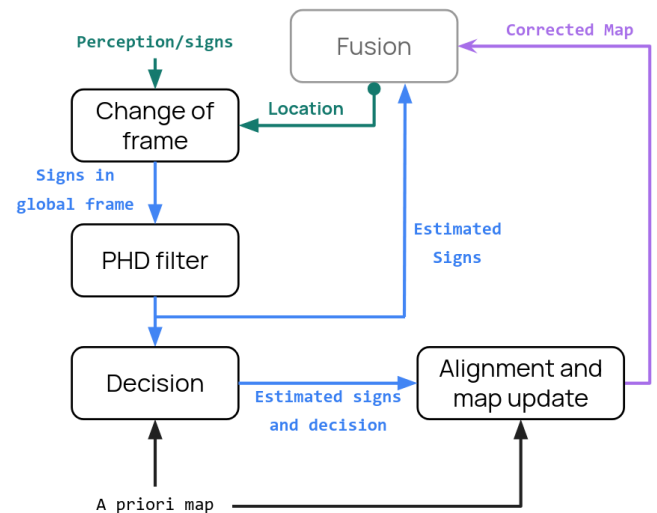 Perception/signs
Fusion
Corrected Map
Change of
frame
Location
Signs in
global frame
Estimated
Signs
PHD filter
Decision
Estimated signs
and decision
Alignment and
map update
A priori map